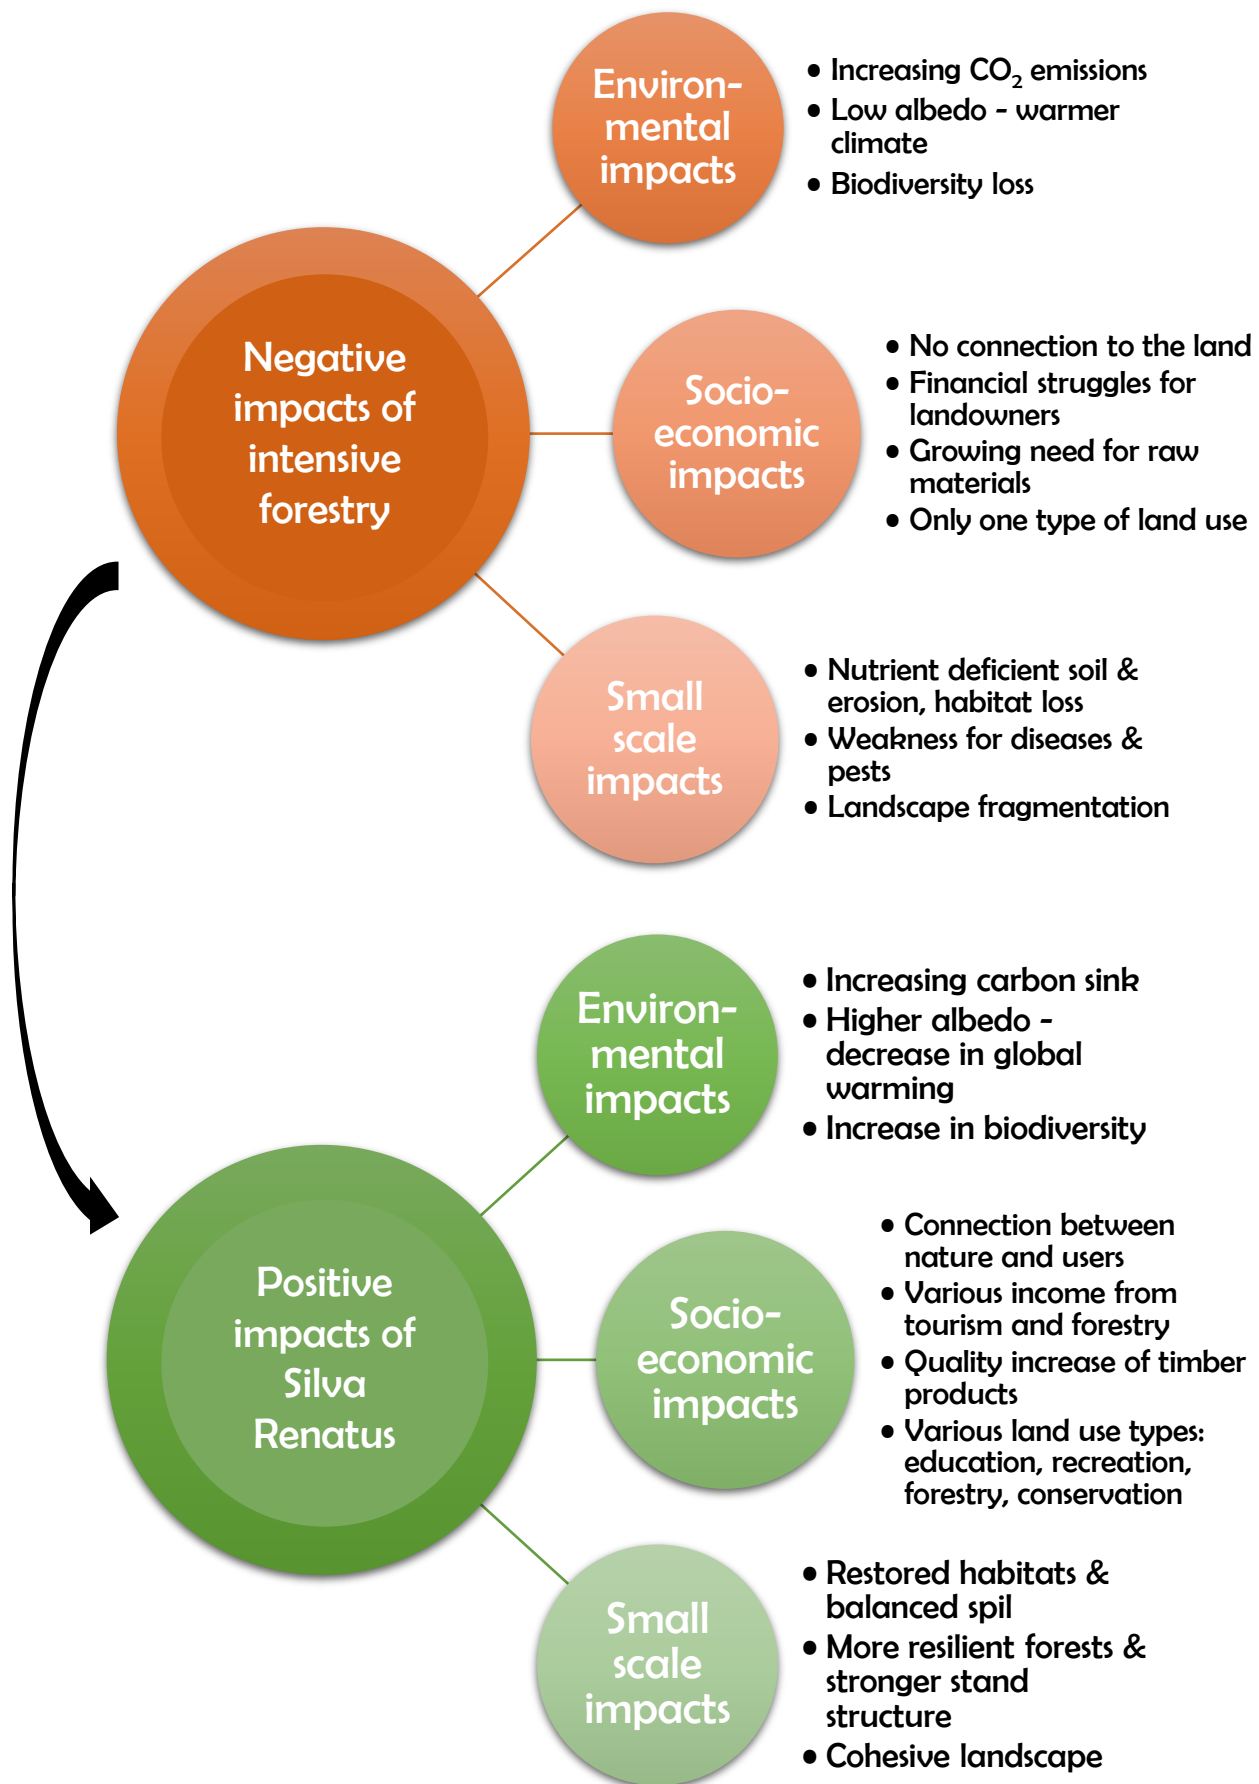 Negative
impacts of
intensive
forestry
Environ-
mental
impacts
• Increasing CO₂ emissions
• Low albedo - warmer
climate
• Biodiversity loss
Socio-
economic
impacts
• No connection to the land
• Financial struggles for
landowners
• Growing need for raw
materials
• Only one type of land use
Small
scale
impacts
• Nutrient deficient soil &
erosion, habitat loss
• Weakness for diseases &
pests
• Landscape fragmentation
Positive
impacts of
Silva
Renatus
Environ-
mental
impacts
• Increasing carbon sink
• Higher albedo -
decrease in global
warming
• Increase in biodiversity
Socio-
economic
impacts
• Connection between
nature and users
• Various income from
tourism and forestry
• Quality increase of timber
products
• Various land use types:
education, recreation,
forestry, conservation
Small
scale
impacts
• Restored habitats &
balanced spil
• More resilient forests &
stronger stand
structure
• Cohesive landscape